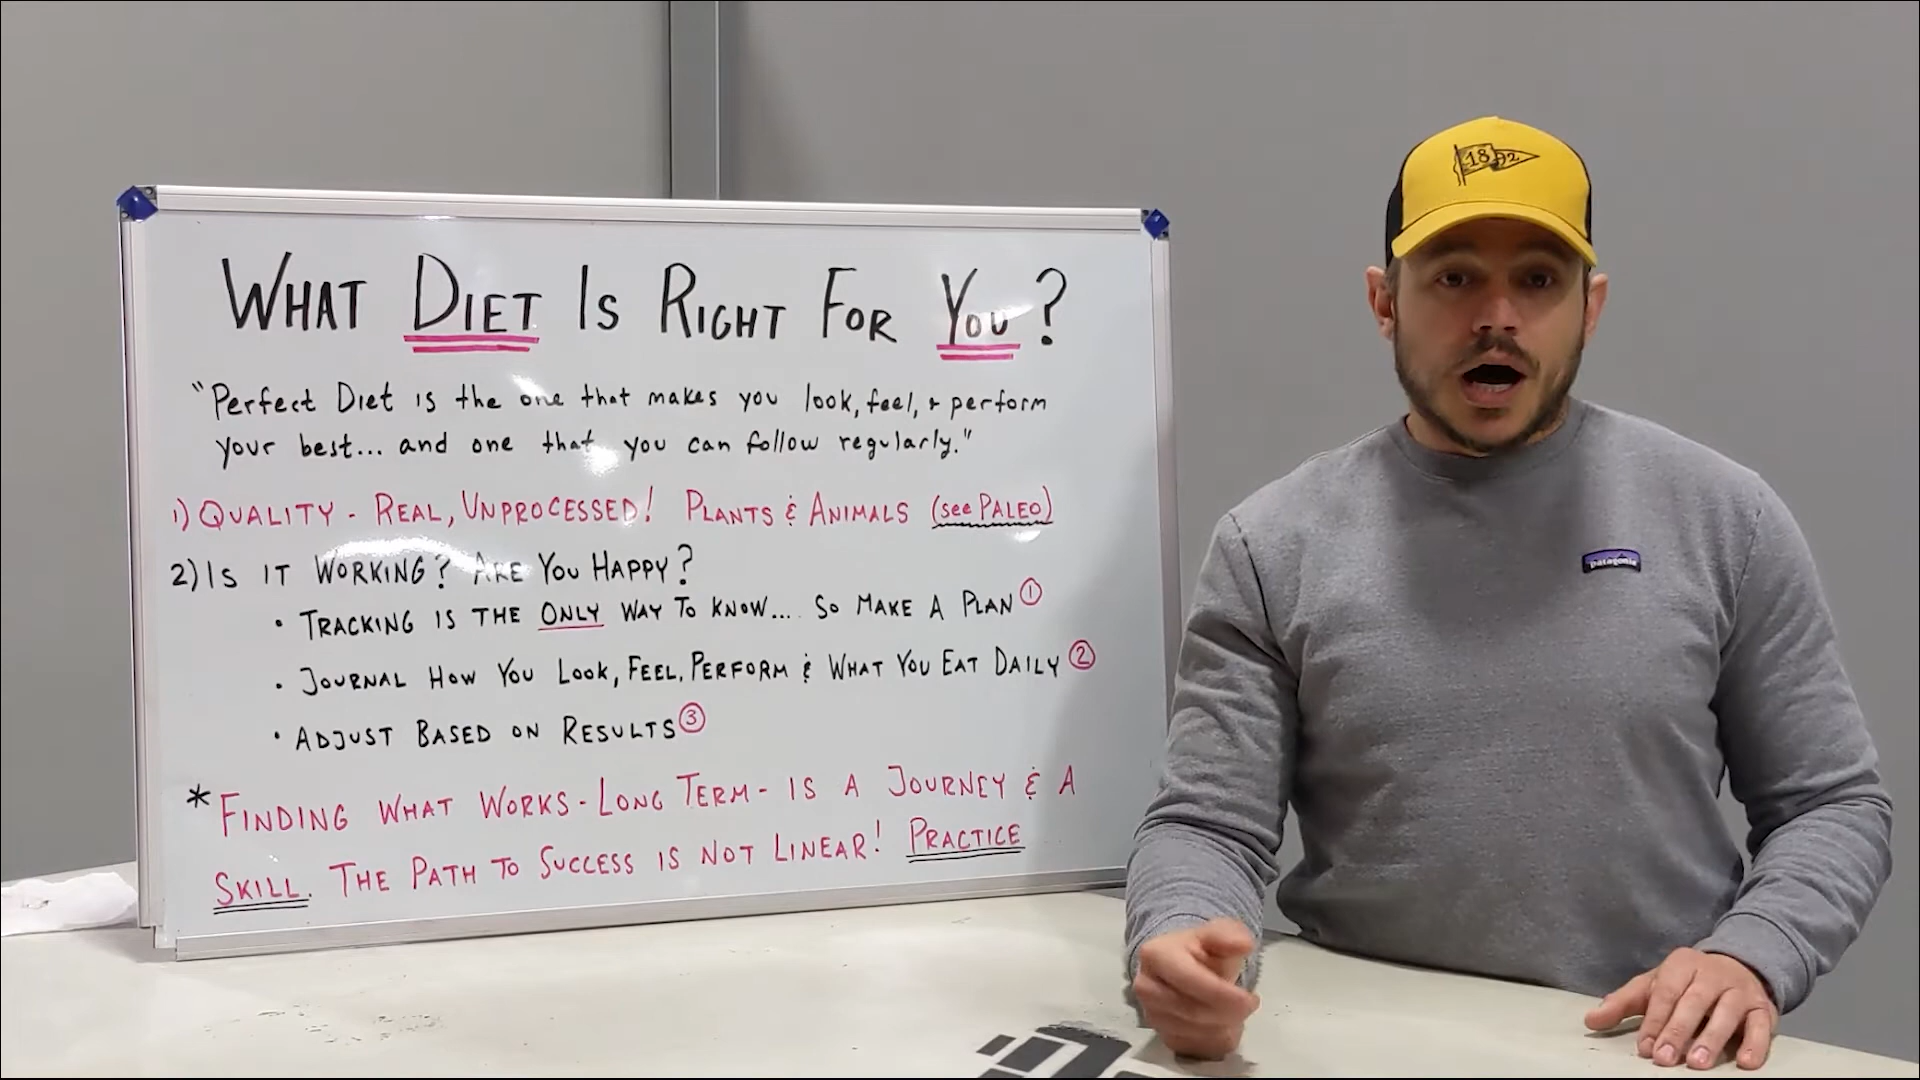 WHAT DIET IS RIGHT FOR YOU?
"Perfect Diet is the one that makes you look, feel, + perform
your best... and one that you can follow regularly."
1) QUALITY - REAL, UNPROCESSED! PLANTS & ANIMALS (see PALEO)
2) IS IT WORKING? ARE YOU HAPPY?
• TRACKING IS THE ONLY WAY TO KNOW.... SO MAKE A PLAN ①
• JOURNAL HOW YOU LOOK, FEEL, PERFORM & WHAT YOU EAT DAILY ②
• ADJUST BASED ON RESULTS ③
* FINDING WHAT WORKS - LONG TERM - IS A JOURNEY & A
SKILL. THE PATH TO SUCCESS IS NOT LINEAR! PRACTICE
1892
patagonia